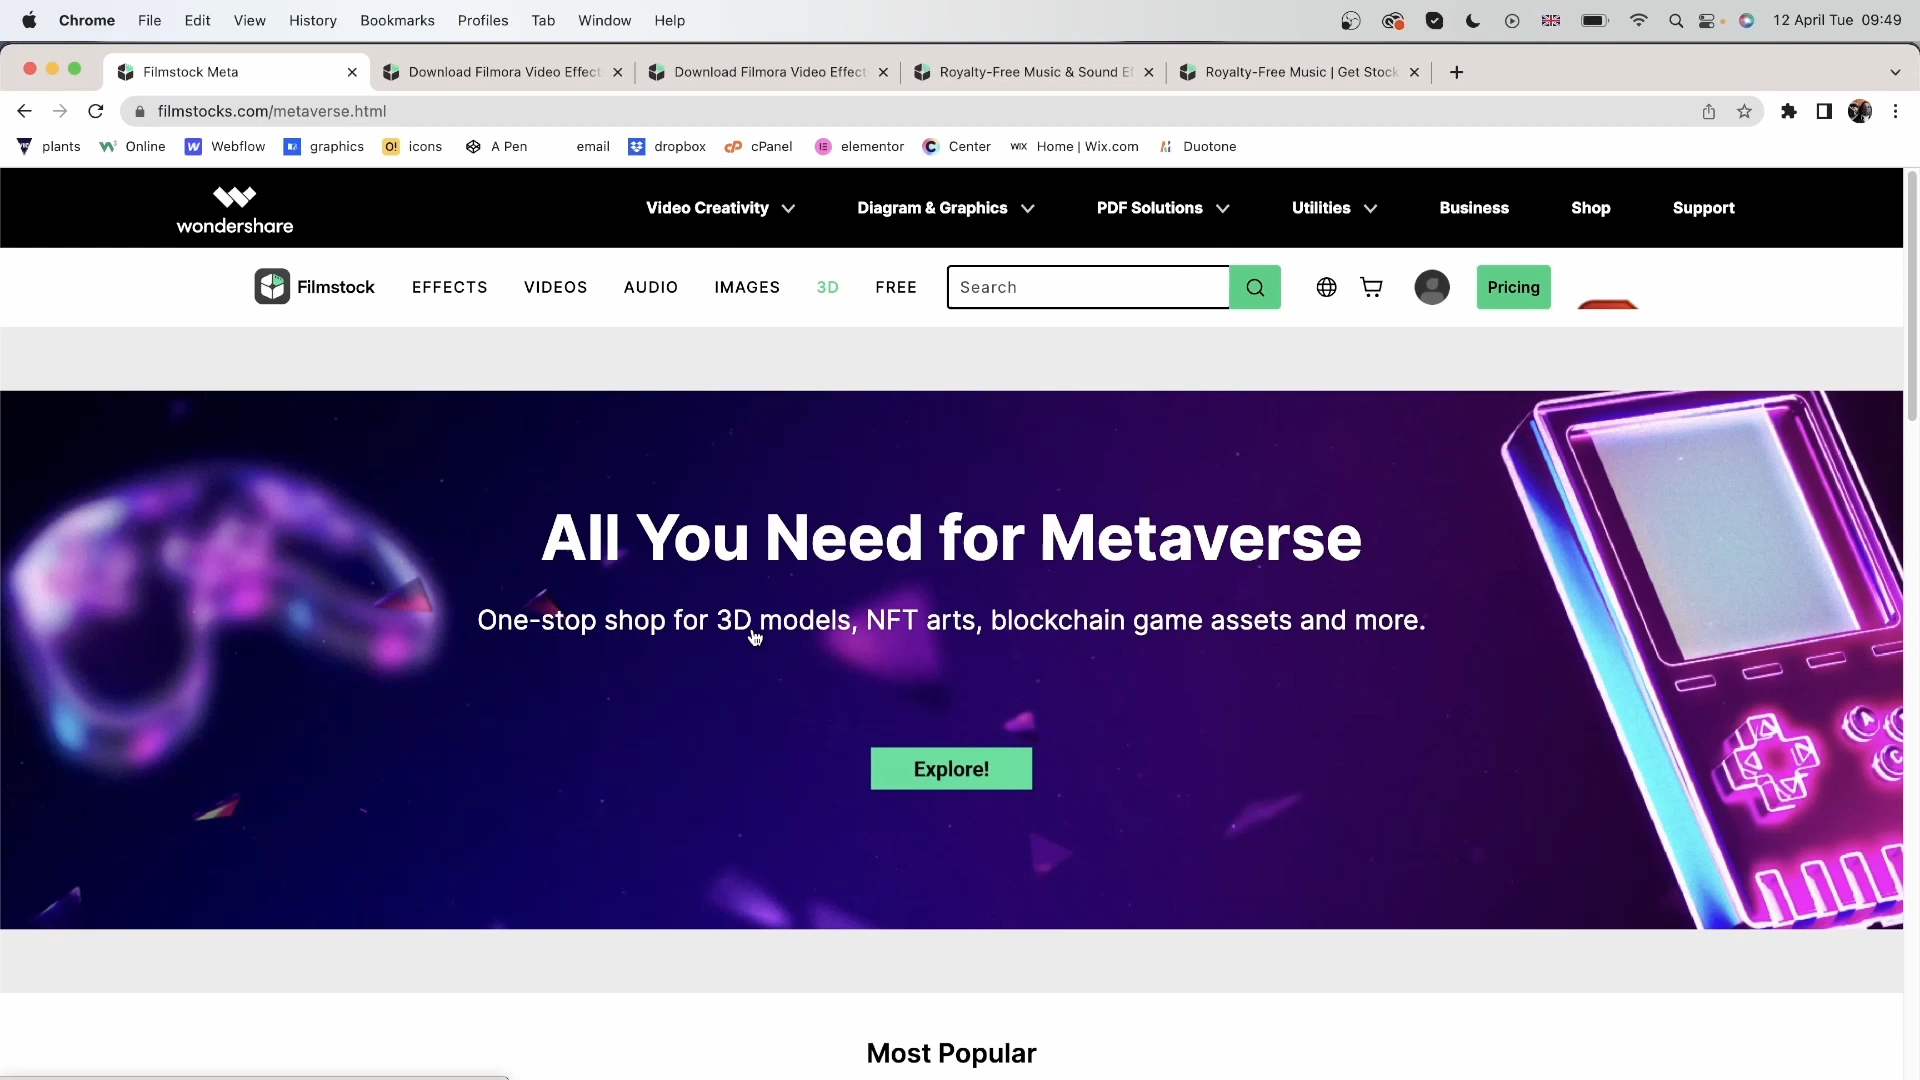 Chrome File Edit View History Bookmarks Profiles Tab Window Help 12 April Tue 09:49
Filmstock Meta Download Filmora Video Effect Download Filmora Video Effect Royalty-Free Music & Sound Ef Royalty-Free Music | Get Stock
filmstocks.com/metaverse.html
plants Online Webflow graphics icons A Pen email dropbox cPanel elementor Center Home | Wix.com Duotone
wondershare Video Creativity Diagram & Graphics PDF Solutions Utilities Business Shop Support
Filmstock EFFECTS VIDEOS AUDIO IMAGES 3D FREE Search Pricing
All You Need for Metaverse
One-stop shop for 3D models, NFT arts, blockchain game assets and more.
Explore!
Most Popular